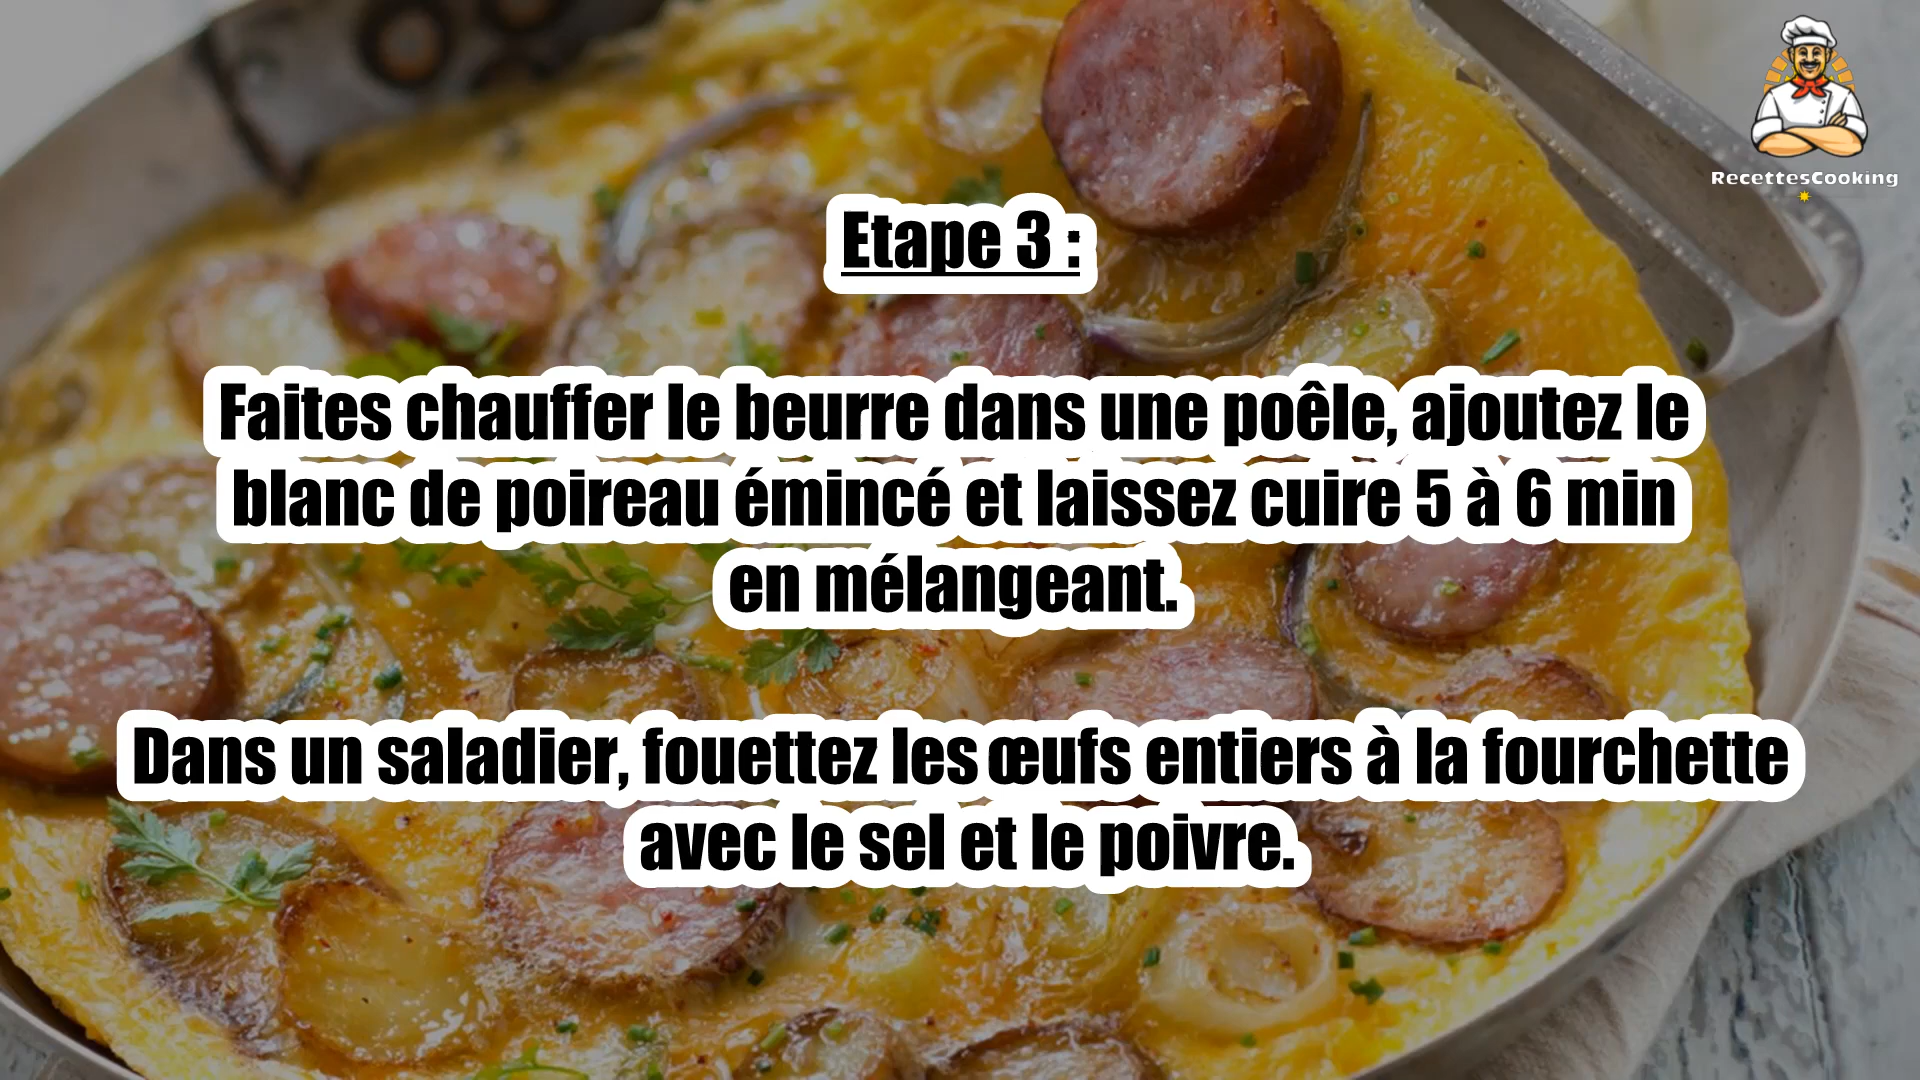 RecettesCooking
Etape 3 :
Faites chauffer le beurre dans une poêle, ajoutez le
blanc de poireau émincé et laissez cuire 5 à 6 min
en mélangeant.
Dans un saladier, fouettez les œufs entiers à la fourchette
avec le sel et le poivre.